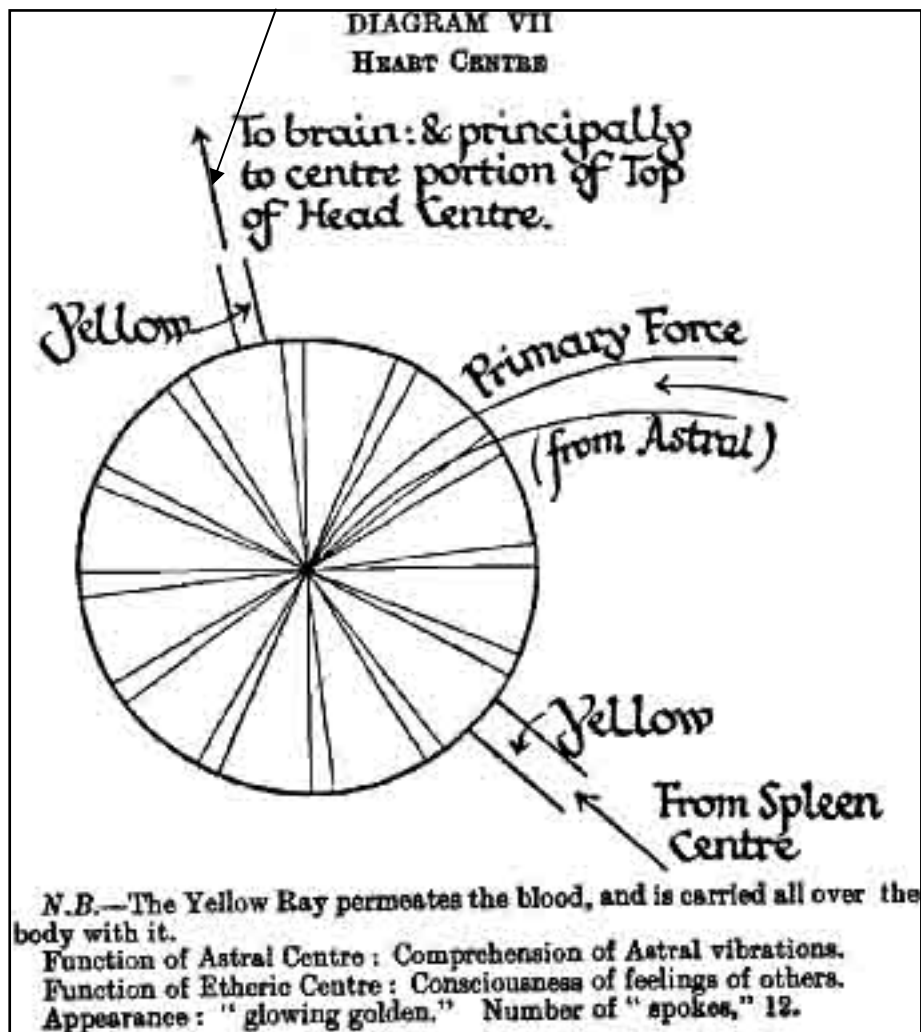 DIAGRAM VII
HEART CENTRE
To brain: & principally
to centre portion of Top
of Head Centre.
Yellow
Primary Force
(from Astral)
Yellow
From Spleen
Centre
N.B.—The Yellow Ray permeates the blood, and is carried all over the
body with it.
Function of Astral Centre : Comprehension of Astral vibrations.
Function of Etheric Centre : Consciousness of feelings of others.
Appearance : "glowing golden." Number of "spokes," 12.